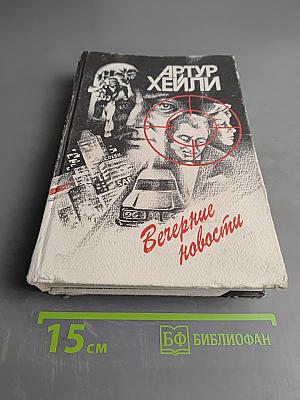 АРТУР
ХЕЙЛИ
Вечерние
новости
15 см
БФ БИБЛИОФАН